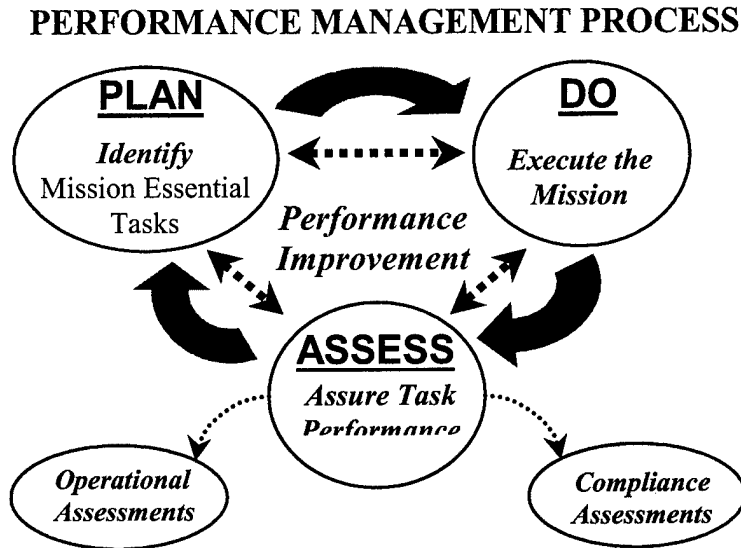 PERFORMANCE MANAGEMENT PROCESS
PLAN
Identify
Mission Essential
Tasks
DO
Execute the
Mission
Performance
Improvement
ASSESS
Assure Task
Performance
Operational
Assessments
Compliance
Assessments